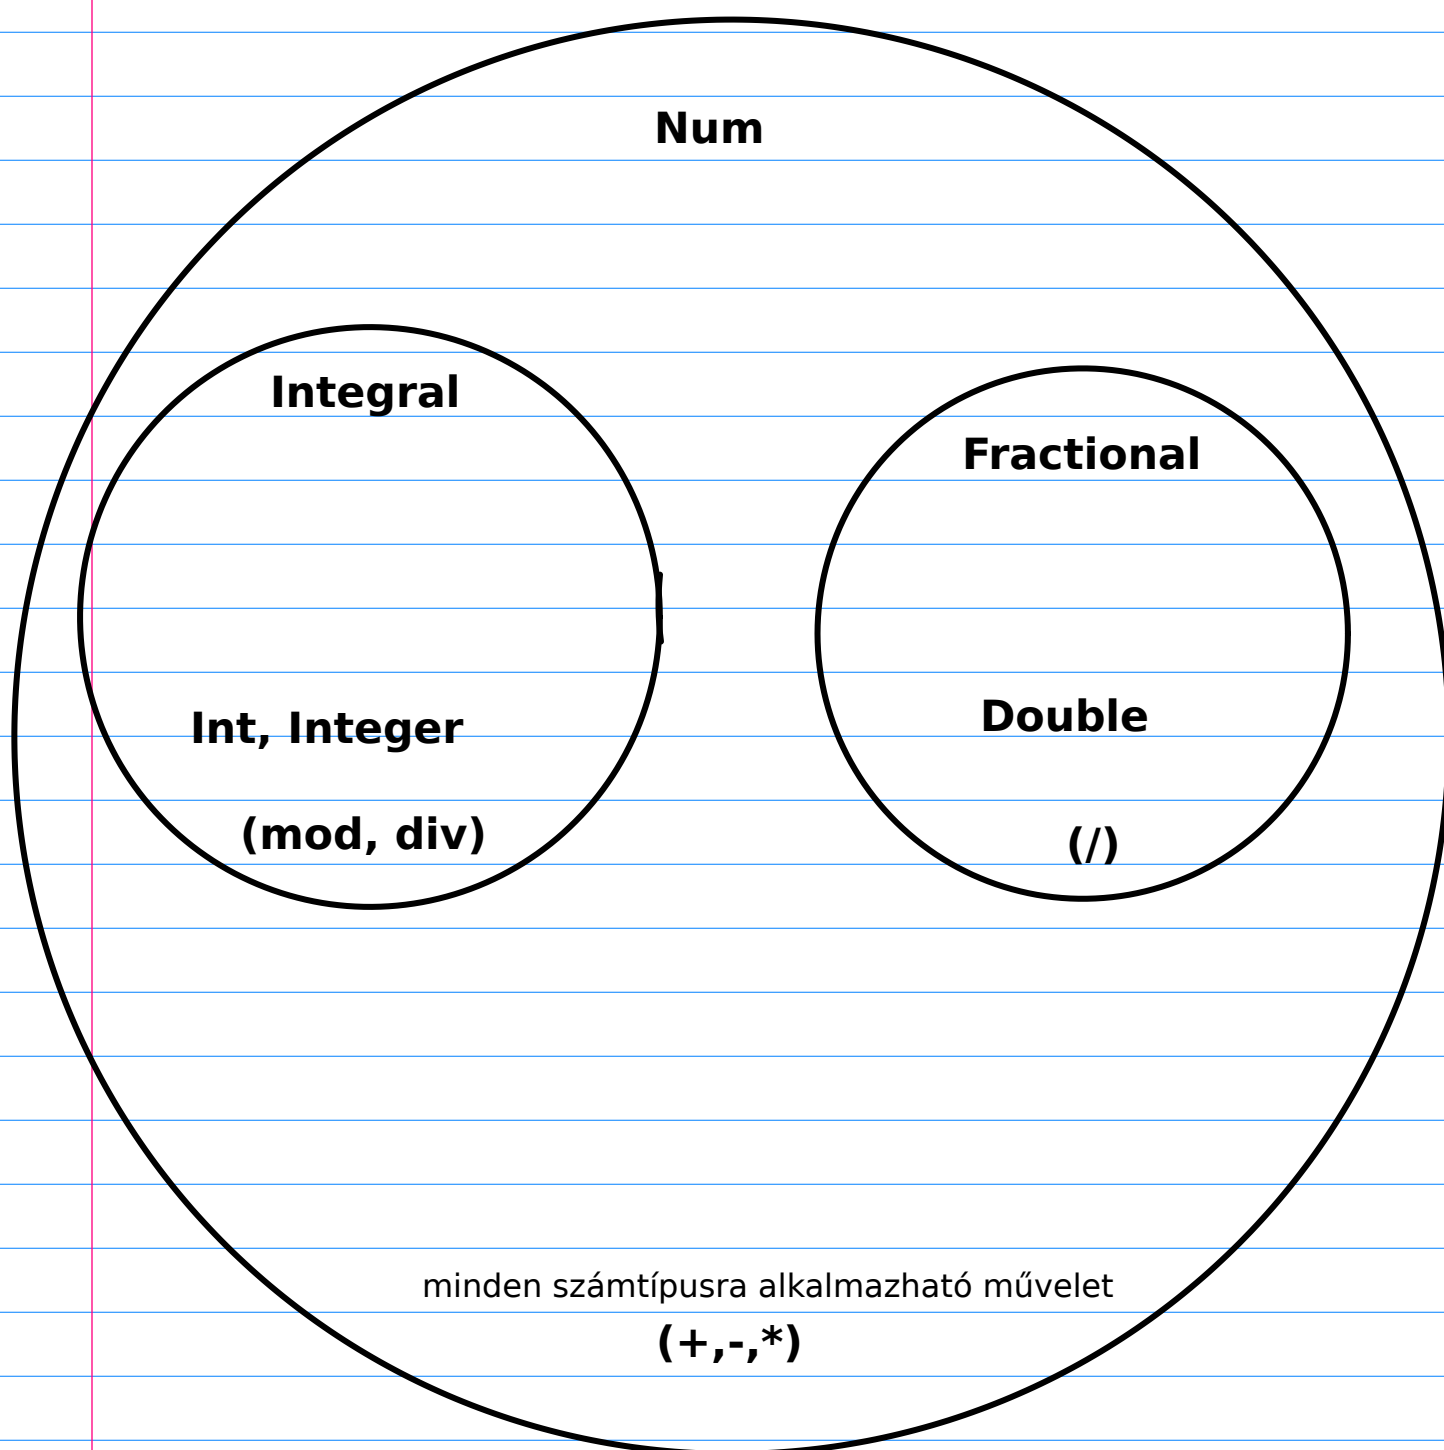 Num
Integral
Fractional
Int, Integer
Double
(mod, div)
(/)
minden számtípusra alkalmazható művelet
(+,-,*)